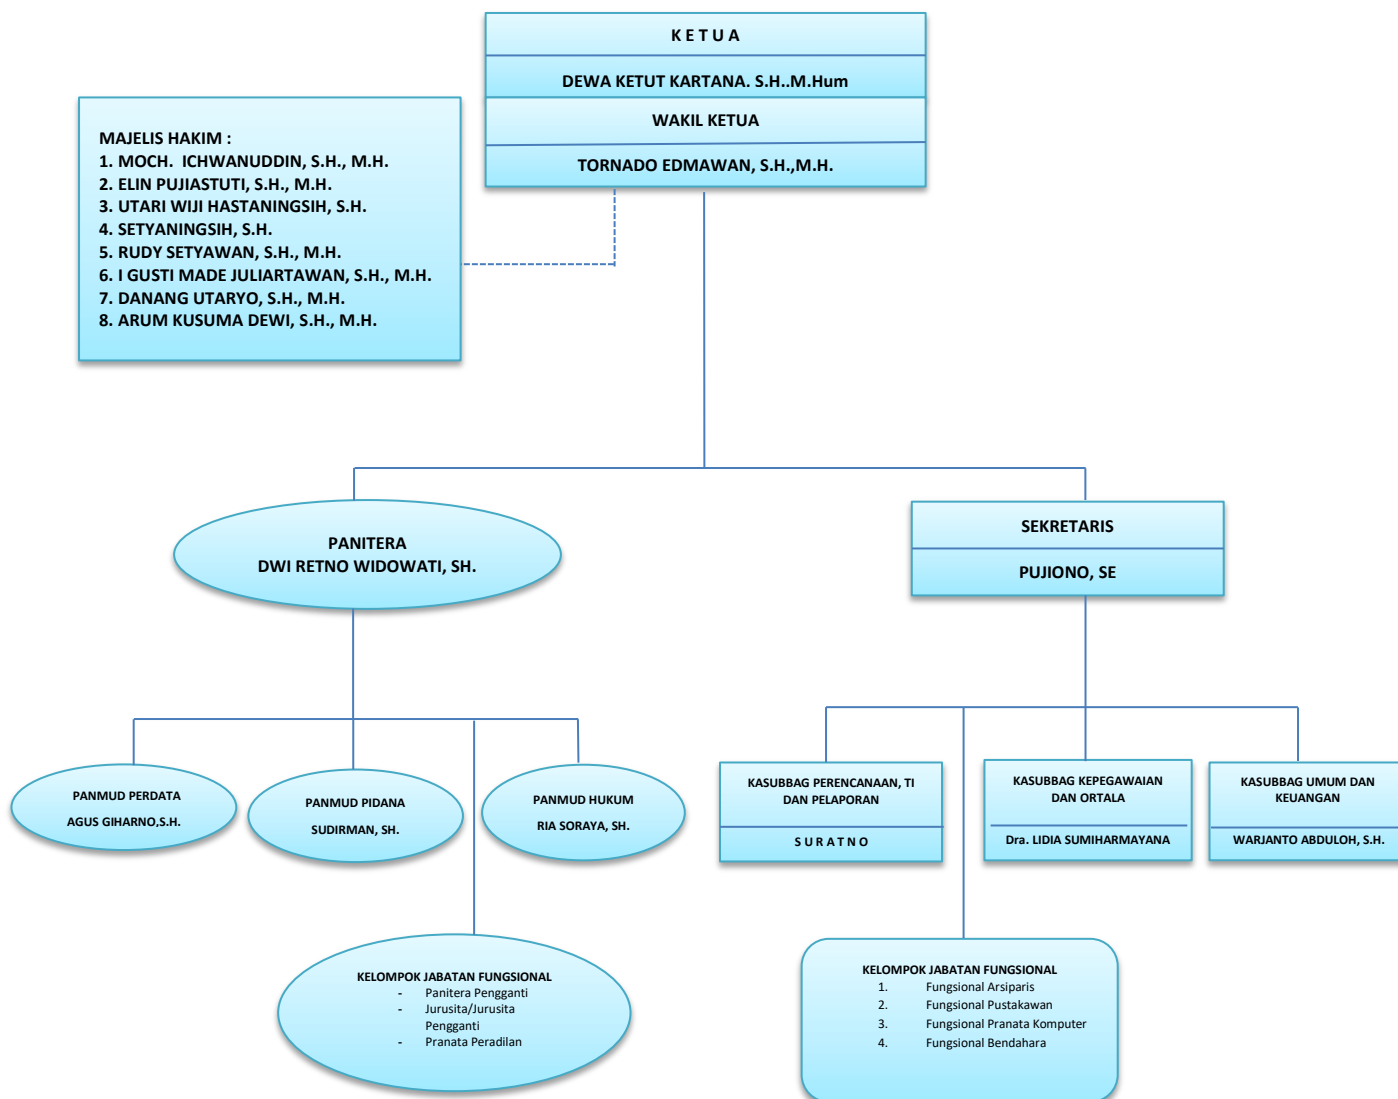 K E T U A
DEWA KETUT KARTANA. S.H..M.Hum
WAKIL KETUA
TORNADO EDMAWAN, S.H.,M.H.
MAJELIS HAKIM :
1. MOCH. ICHWANUDDIN, S.H., M.H.
2. ELIN PUJIASTUTI, S.H., M.H.
3. UTARI WIJI HASTANINGSIH, S.H.
4. SETYANINGSIH, S.H.
5. RUDY SETYAWAN, S.H., M.H.
6. I GUSTI MADE JULIARTAWAN, S.H., M.H.
7. DANANG UTARYO, S.H., M.H.
8. ARUM KUSUMA DEWI, S.H., M.H.
PANITERA
DWI RETNO WIDOWATI, SH.
SEKRETARIS
PUJIONO, SE
PANMUD PERDATA
AGUS GIHARNO,S.H.
PANMUD PIDANA
SUDIRMAN, SH.
PANMUD HUKUM
RIA SORAYA, SH.
KASUBBAG PERENCANAAN, TI
DAN PELAPORAN
S U R A T N O
KASUBBAG KEPEGAWAIAN
DAN ORTALA
Dra. LIDIA SUMIHARMAYANA
KASUBBAG UMUM DAN
KEUANGAN
WARJANTO ABDULOH, S.H.
KELOMPOK JABATAN FUNGSIONAL
- Panitera Pengganti
- Jurusita/Jurusita
Pengganti
- Pranata Peradilan
KELOMPOK JABATAN FUNGSIONAL
1. Fungsional Arsiparis
2. Fungsional Pustakawan
3. Fungsional Pranata Komputer
4. Fungsional Bendahara